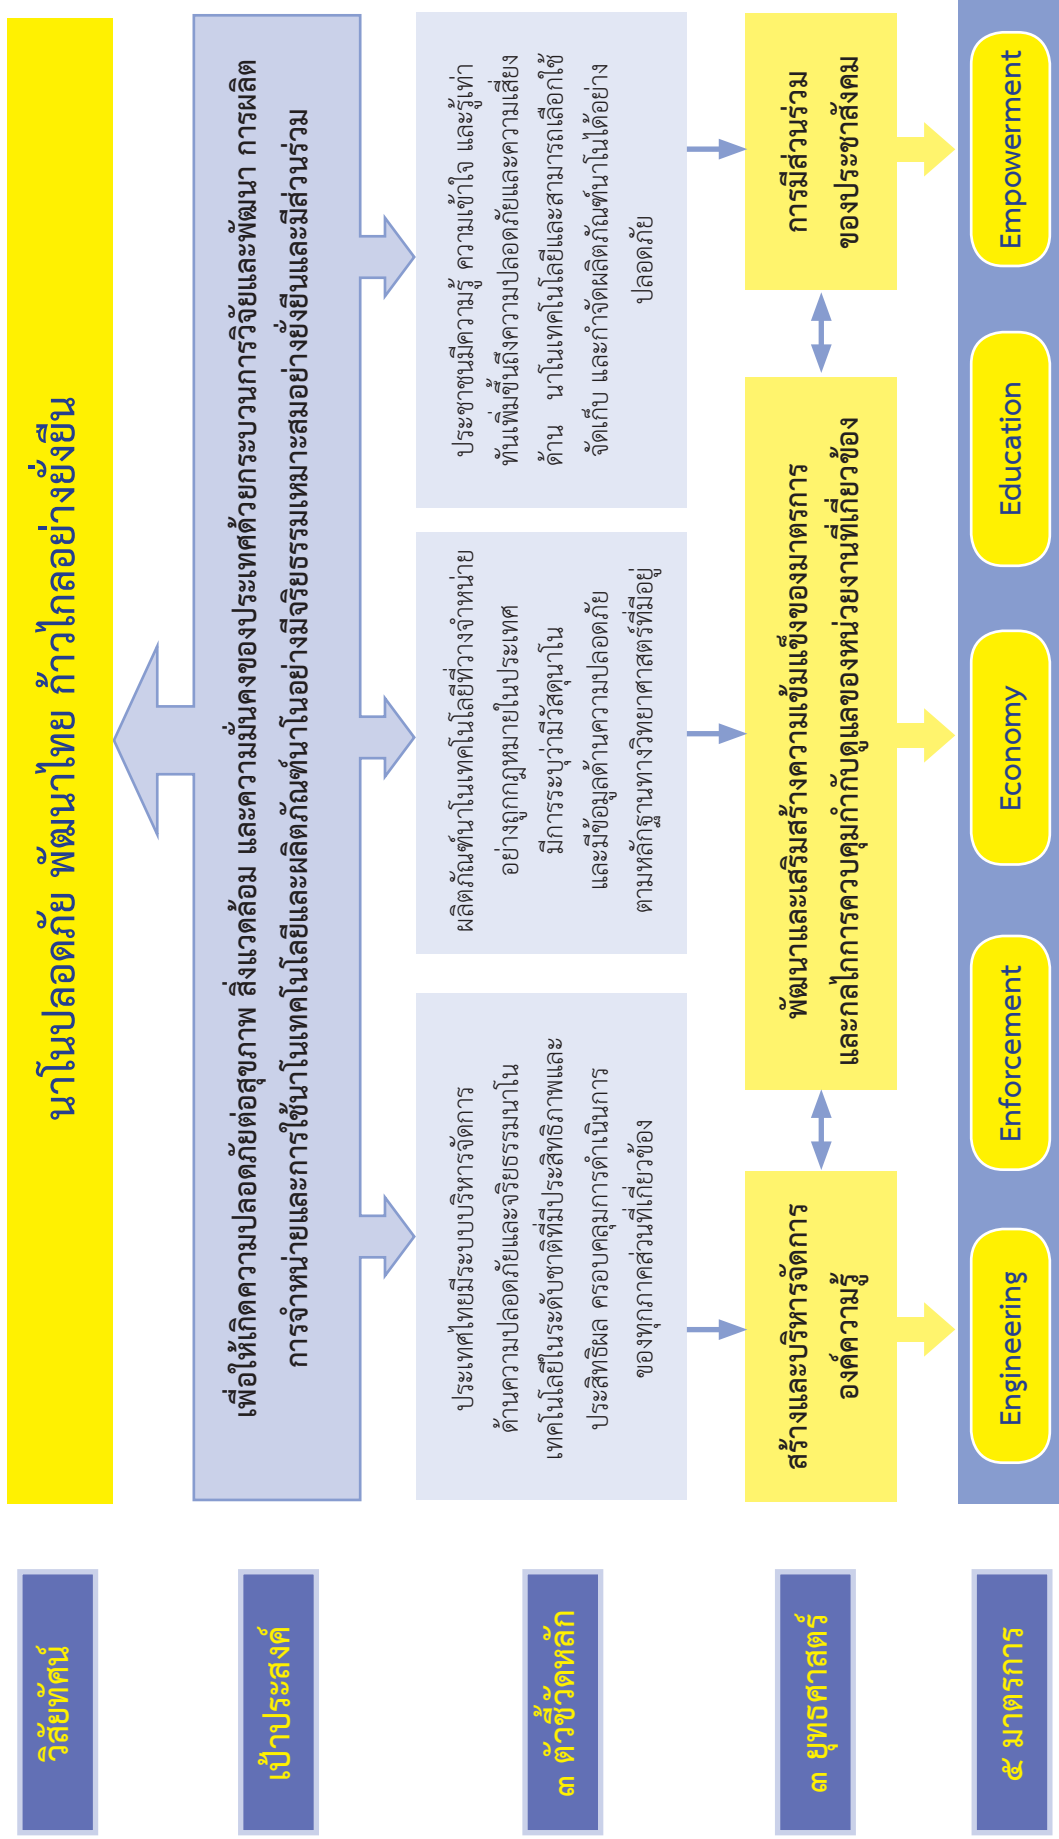 วิสัยทัศน์
นาโนปลอดภัย พัฒนาไทย ก้าวไกลอย่างยั่งยืน
เป้าประสงค์
เพื่อให้เกิดความปลอดภัยต่อสุขภาพ สิ่งแวดล้อม และความมั่นคงของประเทศด้วยกระบวนการวิจัยและพัฒนา การผลิต
การจำหน่ายและการใช้นาโนเทคโนโลยีและผลิตภัณฑ์นาโนอย่างมีจริยธรรมเหมาะสมอย่างยั่งยืนและมีส่วนร่วม
๓ ตัวชี้วัดหลัก
ประเทศไทยมีระบบบริหารจัดการ
ด้านความปลอดภัยและจริยธรรมนาโน
เทคโนโลยีในระดับชาติที่มีประสิทธิภาพและ
ประสิทธิผล ครอบคลุมการดำเนินการ
ของทุกภาคส่วนที่เกี่ยวข้อง
ผลิตภัณฑ์นาโนเทคโนโลยีที่วางจำหน่าย
อย่างถูกกฎหมายในประเทศ
มีการระบุว่ามีวัสดุนาโน
และมีข้อมูลด้านความปลอดภัย
ตามหลักฐานทางวิทยาศาสตร์ที่มีอยู่
ประชาชนมีความรู้ ความเข้าใจ และรู้เท่า
ทันเพิ่มขึ้นถึงความปลอดภัยและความเสี่ยง
ด้าน นาโนเทคโนโลยีและสามารถเลือกใช้
จัดเก็บ และกำจัดผลิตภัณฑ์นาโนได้อย่าง
ปลอดภัย
๓ ยุทธศาสตร์
สร้างและบริหารจัดการ
องค์ความรู้
พัฒนาและเสริมสร้างความเข้มแข็งของมาตรการ
และกลไกการควบคุมกำกับดูแลของหน่วยงานที่เกี่ยวข้อง
การมีส่วนร่วม
ของประชาสังคม
๕ มาตรการ
Engineering
Enforcement
Economy
Education
Empowerment